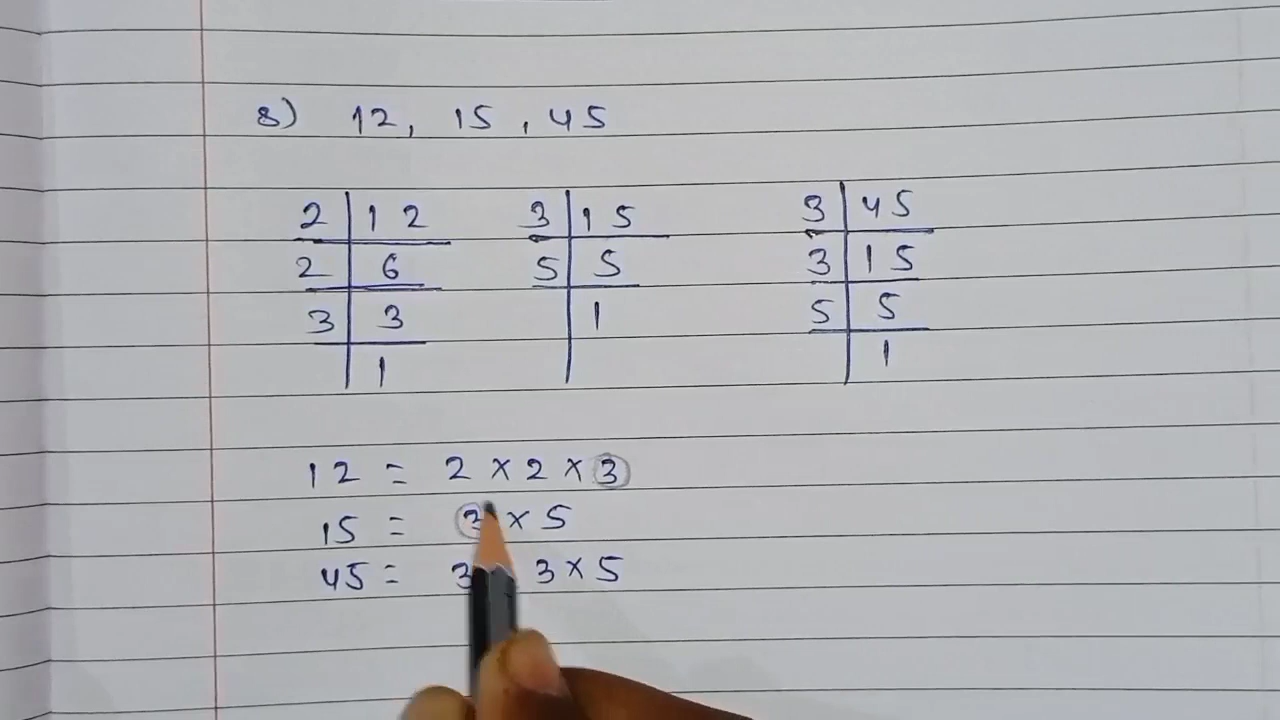 8) 12, 15, 45
2 | 12
2 | 6
3 | 3
1
3 | 15
5 | 5
1
3 | 45
3 | 15
5 | 5
1
12 = 2 × 2 × 3
15 = 3 × 5
45 = 3 3 × 5